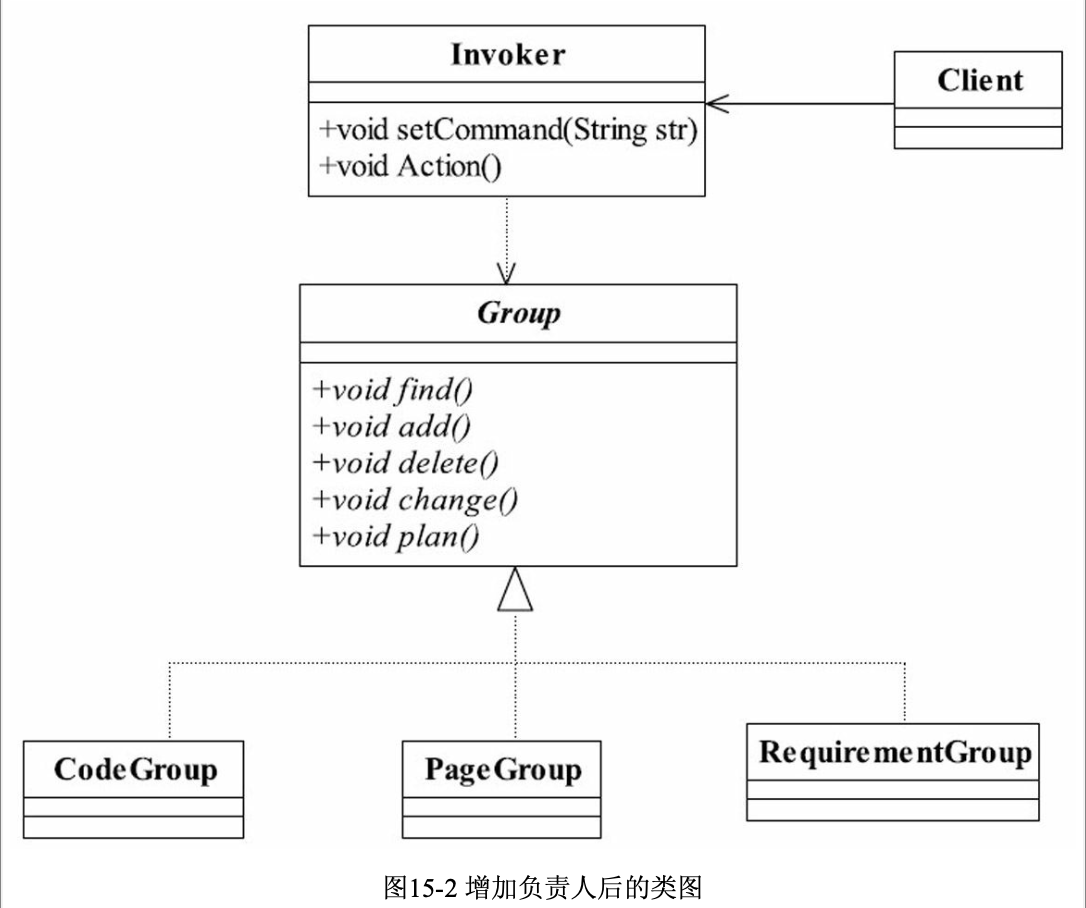 Invoker
+void setCommand(String str)
+void Action()
Client
Group
+void find()
+void add()
+void delete()
+void change()
+void plan()
CodeGroup
PageGroup
RequirementGroup
图15-2 增加负责人后的类图